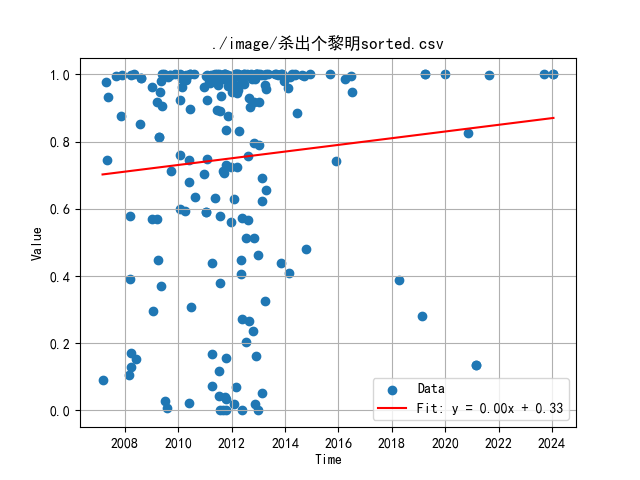 ./image/杀出个黎明sorted.csv
Value
1.0
0.8
0.6
0.4
0.2
0.0
2008 2010 2012 2014 2016 2018 2020 2022 2024
Time
Data
Fit: y = 0.00x + 0.33